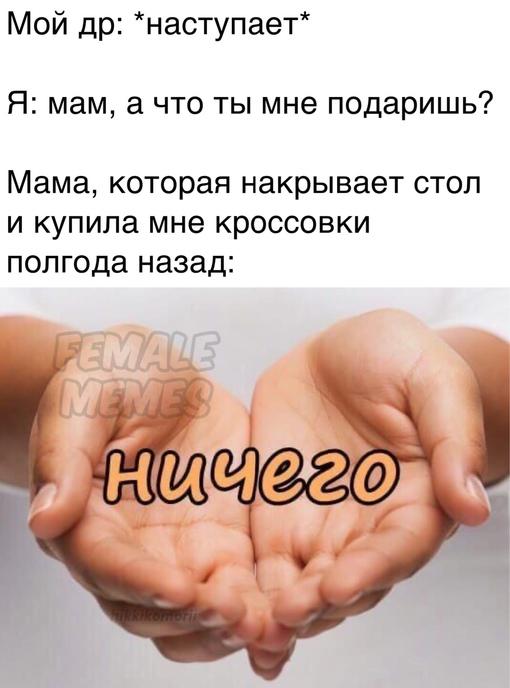 Мой др: *наступает*
Я: мам, а что ты мне подаришь?
Мама, которая накрывает стол
и купила мне кроссовки
полгода назад:
FEMALE
MEMES
ничего